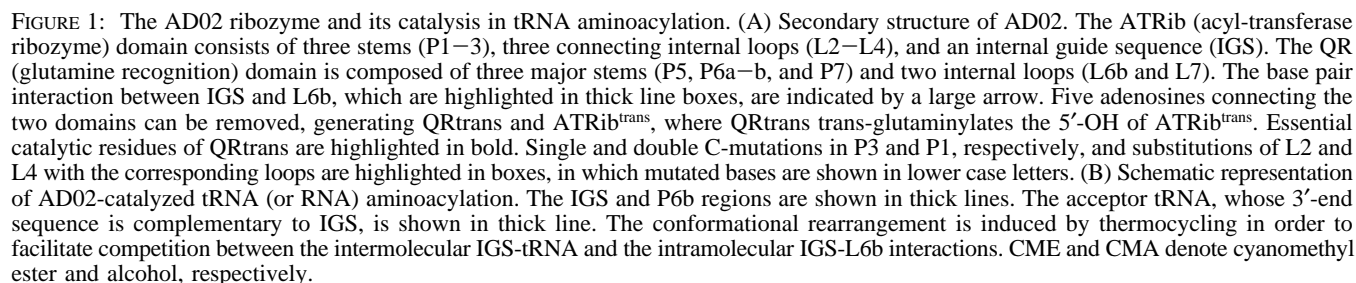 FIGURE 1: The AD02 ribozyme and its catalysis in tRNA aminoacylation. (A) Secondary structure of AD02. The ATRib (acyl-transferase
ribozyme) domain consists of three stems (P1−3), three connecting internal loops (L2−L4), and an internal guide sequence (IGS). The QR
(glutamine recognition) domain is composed of three major stems (P5, P6a−b, and P7) and two internal loops (L6b and L7). The base pair
interaction between IGS and L6b, which are highlighted in thick line boxes, are indicated by a large arrow. Five adenosines connecting the
two domains can be removed, generating QRtrans and ATRibᵗʳᵃⁿˢ, where QRtrans trans-glutaminylates the 5′-OH of ATRibᵗʳᵃⁿˢ. Essential
catalytic residues of QRtrans are highlighted in bold. Single and double C-mutations in P3 and P1, respectively, and substitutions of L2 and
L4 with the corresponding loops are highlighted in boxes, in which mutated bases are shown in lower case letters. (B) Schematic representation
of AD02-catalyzed tRNA (or RNA) aminoacylation. The IGS and P6b regions are shown in thick lines. The acceptor tRNA, whose 3′-end
sequence is complementary to IGS, is shown in thick line. The conformational rearrangement is induced by thermocycling in order to
facilitate competition between the intermolecular IGS-tRNA and the intramolecular IGS-L6b interactions. CME and CMA denote cyanomethyl
ester and alcohol, respectively.